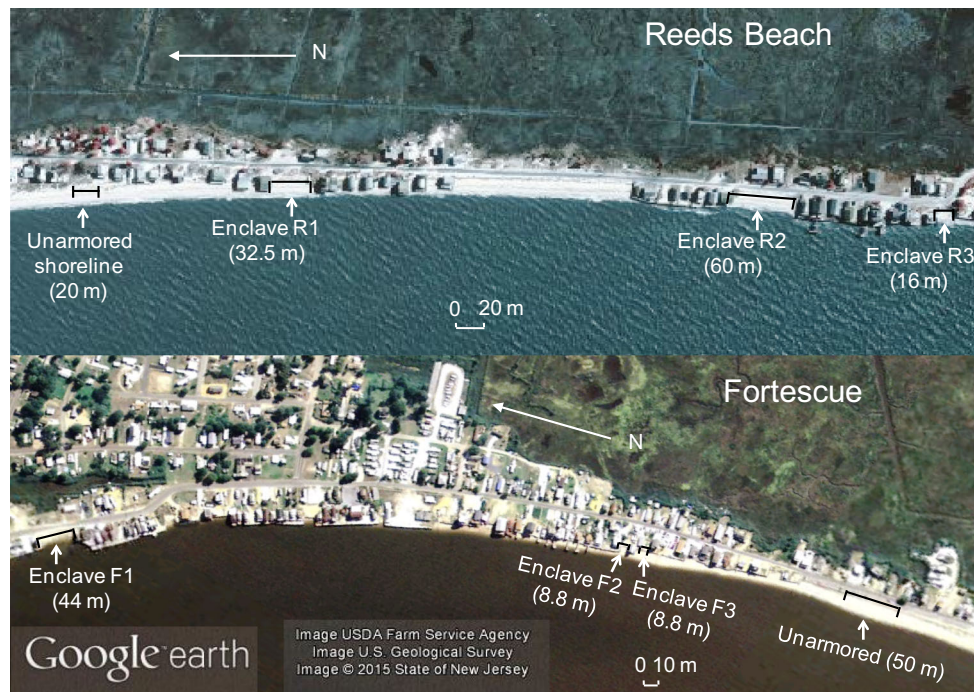 Reeds Beach
N
Unarmored
shoreline
(20 m)
Enclave R1
(32.5 m)
Enclave R2
(60 m)
Enclave R3
(16 m)
0 20 m
Fortescue
N
Enclave F1
(44 m)
Enclave F2
(8.8 m)
Enclave F3
(8.8 m)
Unarmored (50 m)
0 10 m
Google earth
Image USDA Farm Service Agency
Image U.S. Geological Survey
Image © 2015 State of New Jersey